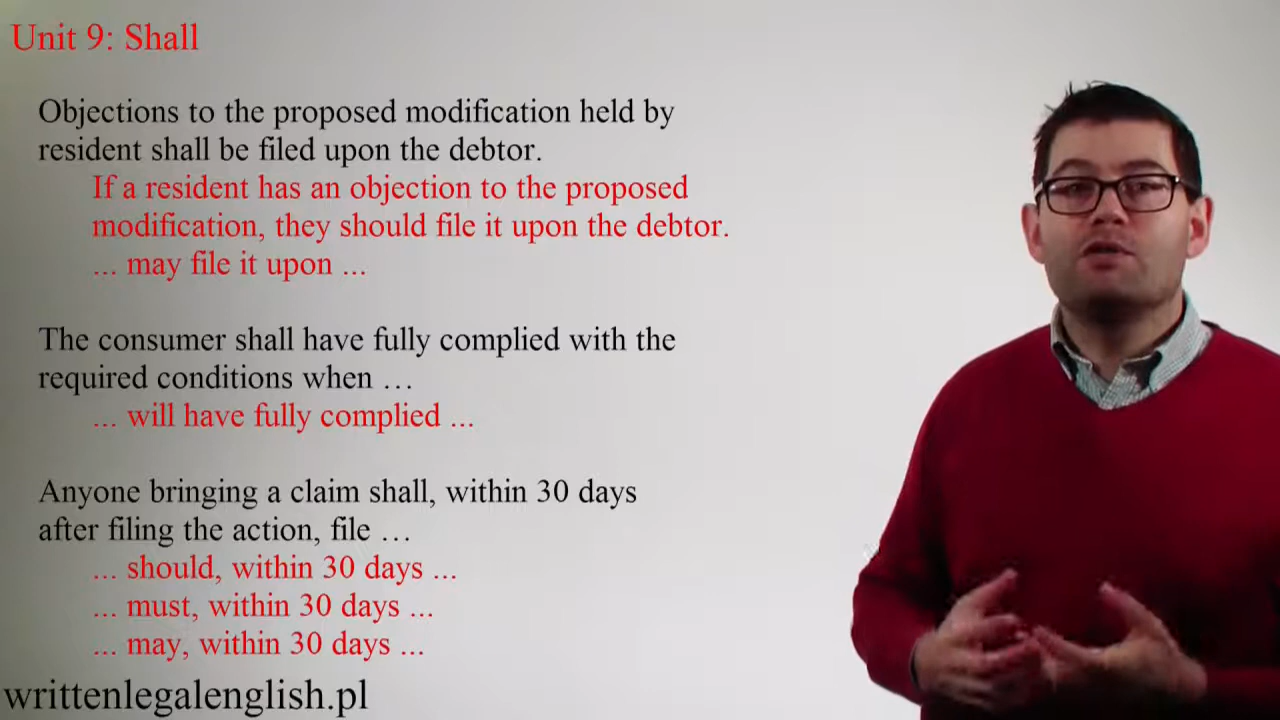 Unit 9: Shall
Objections to the proposed modification held by
resident shall be filed upon the debtor.
If a resident has an objection to the proposed
modification, they should file it upon the debtor.
... may file it upon ...
The consumer shall have fully complied with the
required conditions when …
... will have fully complied ...
Anyone bringing a claim shall, within 30 days
after filing the action, file …
... should, within 30 days ...
... must, within 30 days ...
... may, within 30 days ...
writtenlegalenglish.pl